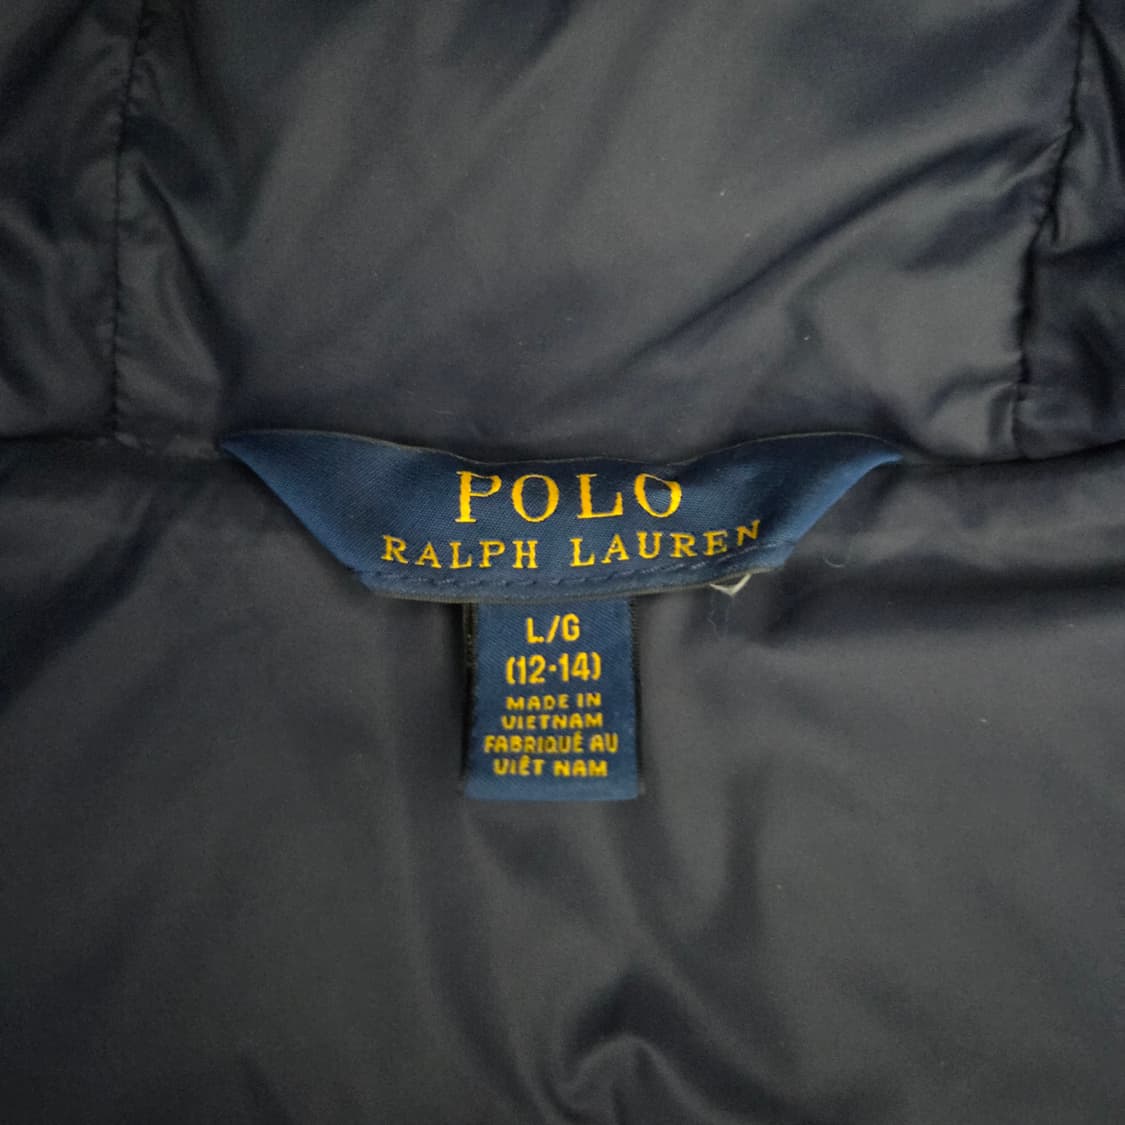 POLO
RALPH LAUREN
L/G
(12-14)
MADE IN
VIETNAM
FABRIQUÉ AU
VIÊT NAM